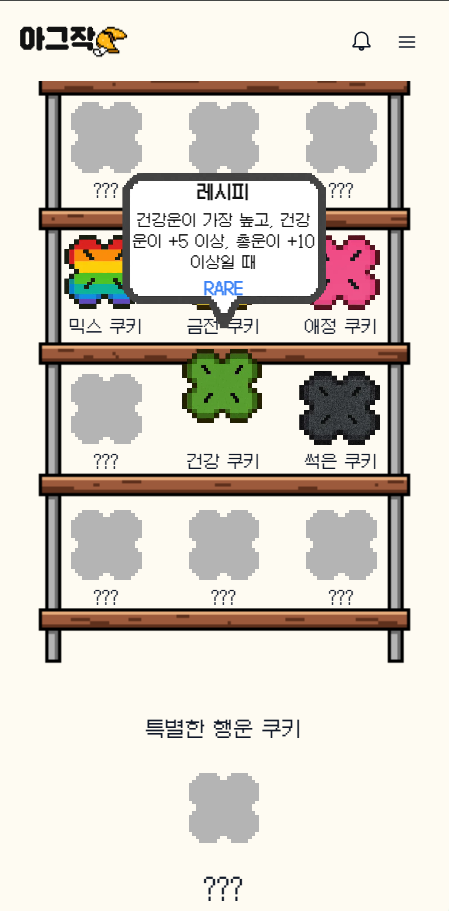 아그작
???
???
레시피
건강운이 가장 높고, 건강
운이 +5 이상, 총운이 +10
이상일 때
RARE
믹스 쿠키
금전 쿠키
애정 쿠키
???
건강 쿠키
썩은 쿠키
???
???
???
특별한 행운 쿠키
???